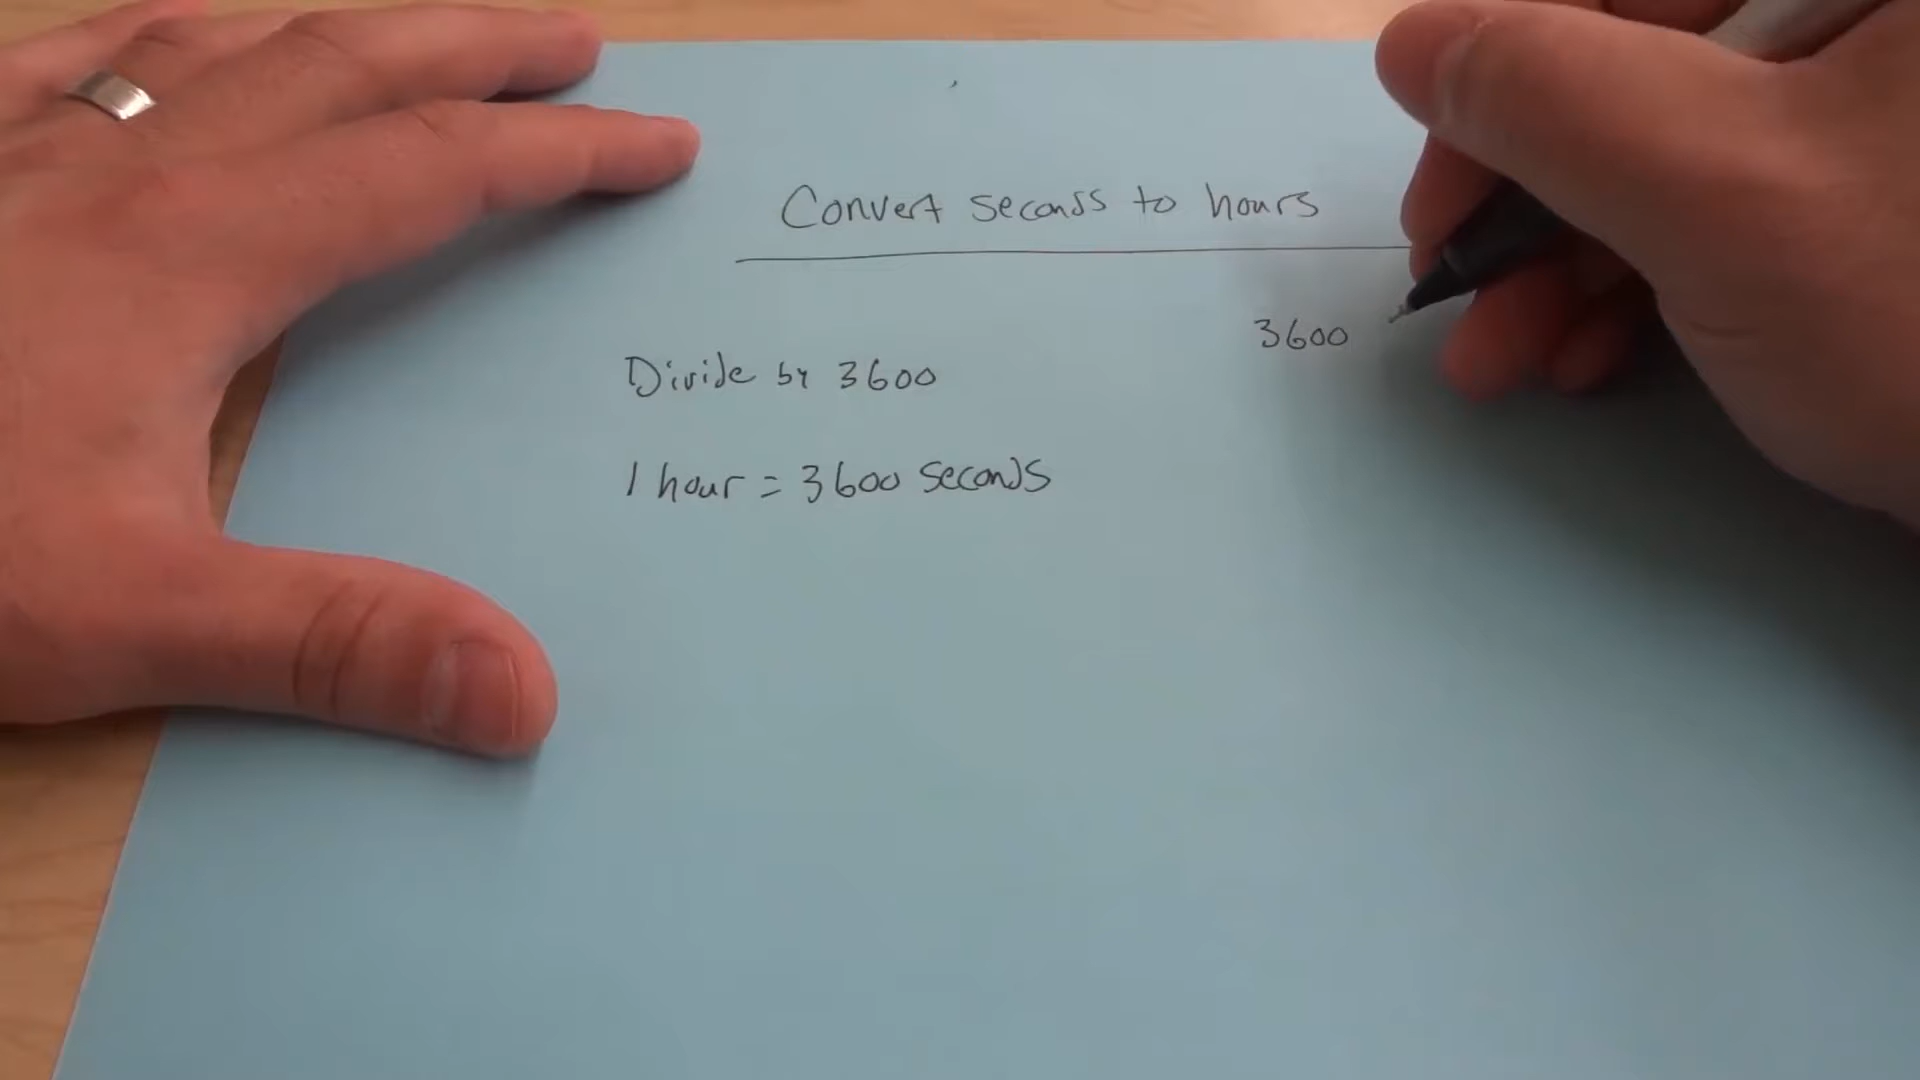 Convert seconds to hours
3600
Divide by 3600
1 hour = 3600 seconds